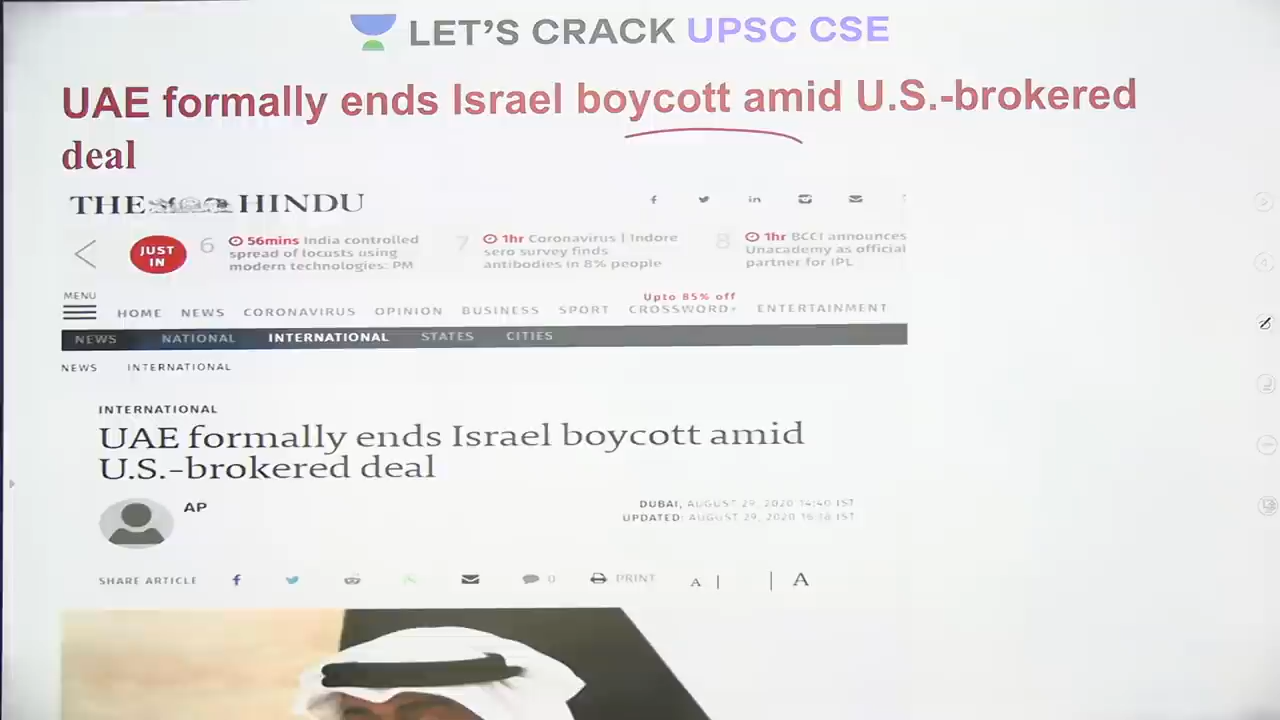 LET'S CRACK UPSC CSE
UAE formally ends Israel boycott amid U.S.-brokered
deal
THE HINDU
JUST
IN
6 56mins India controlled
spread of locusts using
modern technologies: PM
7 1hr Coronavirus | Indore
sero survey finds
antibodies in 8% people
8 1hr BCCI announces
Unacademy as official
partner for IPL
MENU
Upto 85% off
HOME NEWS CORONAVIRUS OPINION BUSINESS SPORT CROSSWORD+ ENTERTAINMENT
NEWS NATIONAL INTERNATIONAL STATES CITIES
NEWS INTERNATIONAL
INTERNATIONAL
UAE formally ends Israel boycott amid
U.S.-brokered deal
AP
DUBAI, AUGUST 29, 2020 14:40 IST
UPDATED: AUGUST 29, 2020 IST
SHARE ARTICLE 0 PRINT A | | A